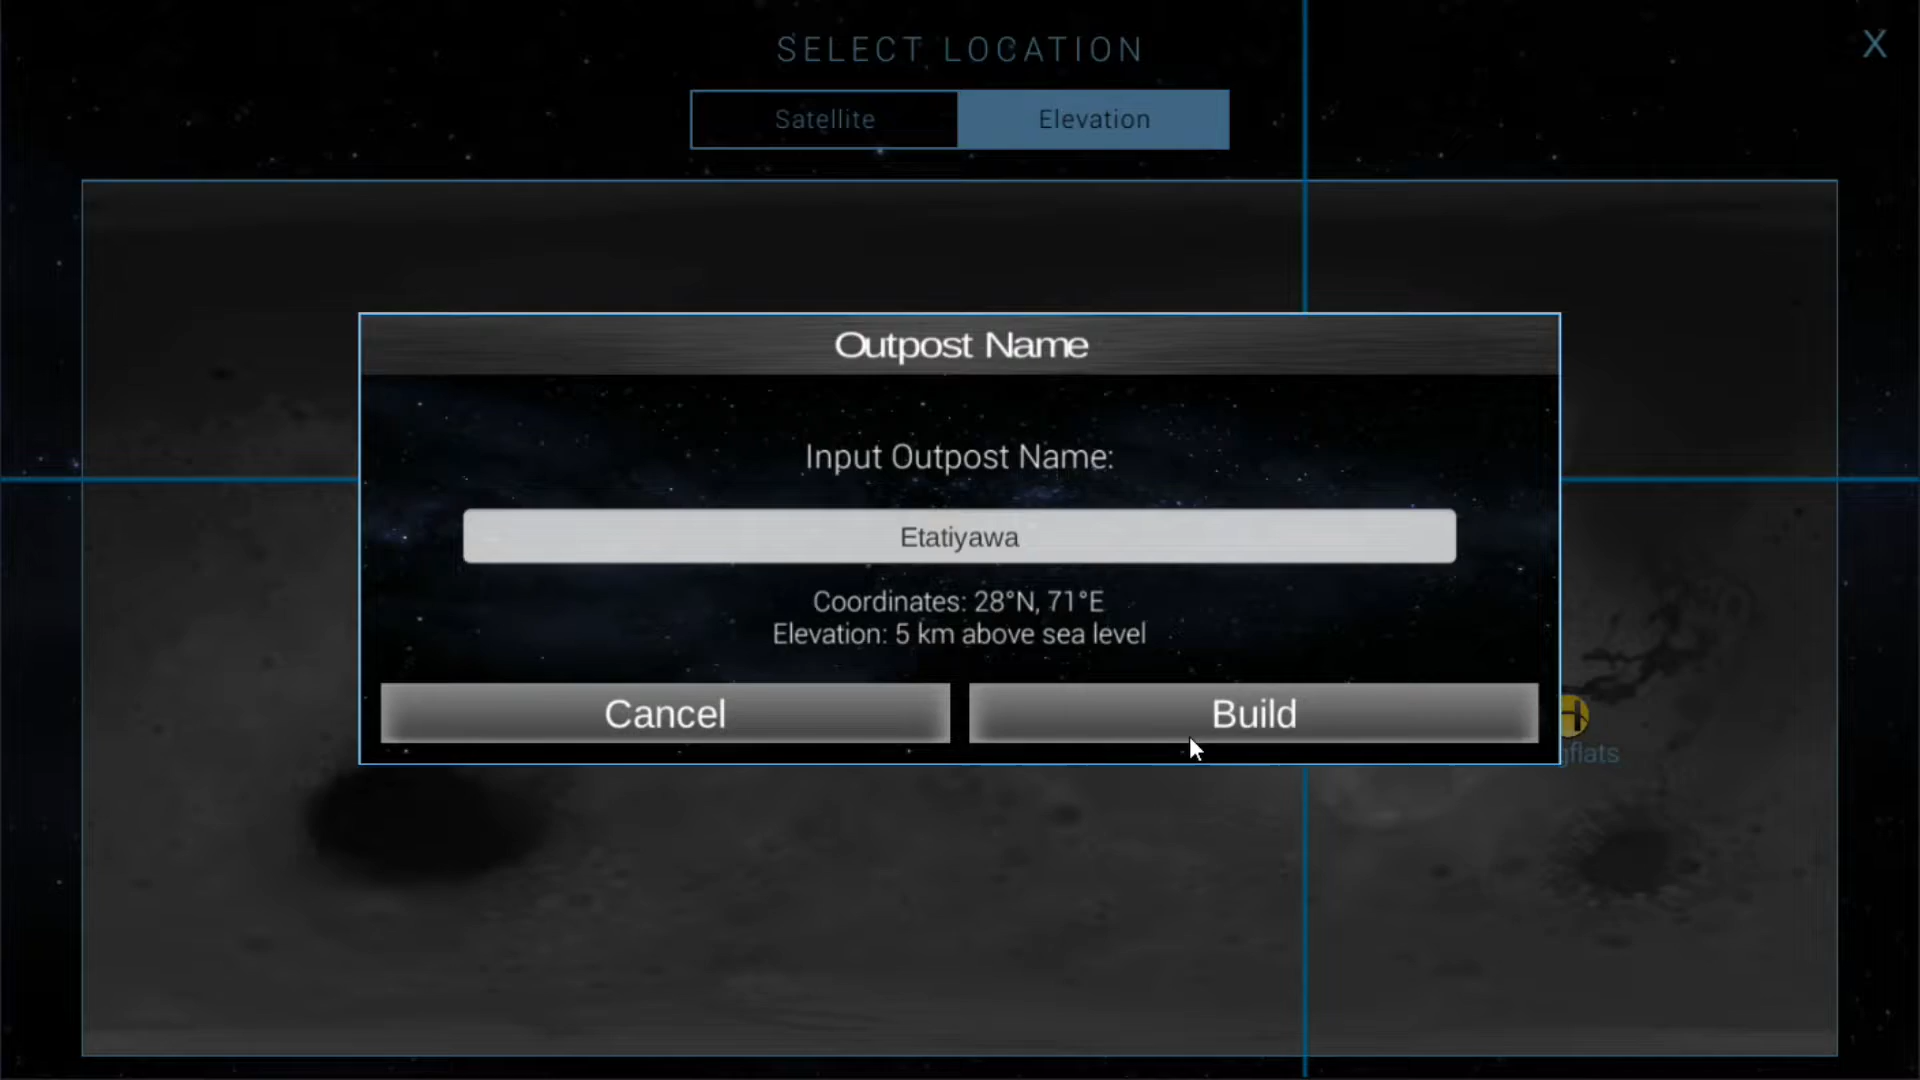 SELECT LOCATION
X
Satellite
Elevation
Outpost Name
Input Outpost Name:
Etatiyawa
Coordinates: 28°N, 71°E
Elevation: 5 km above sea level
Cancel
Build